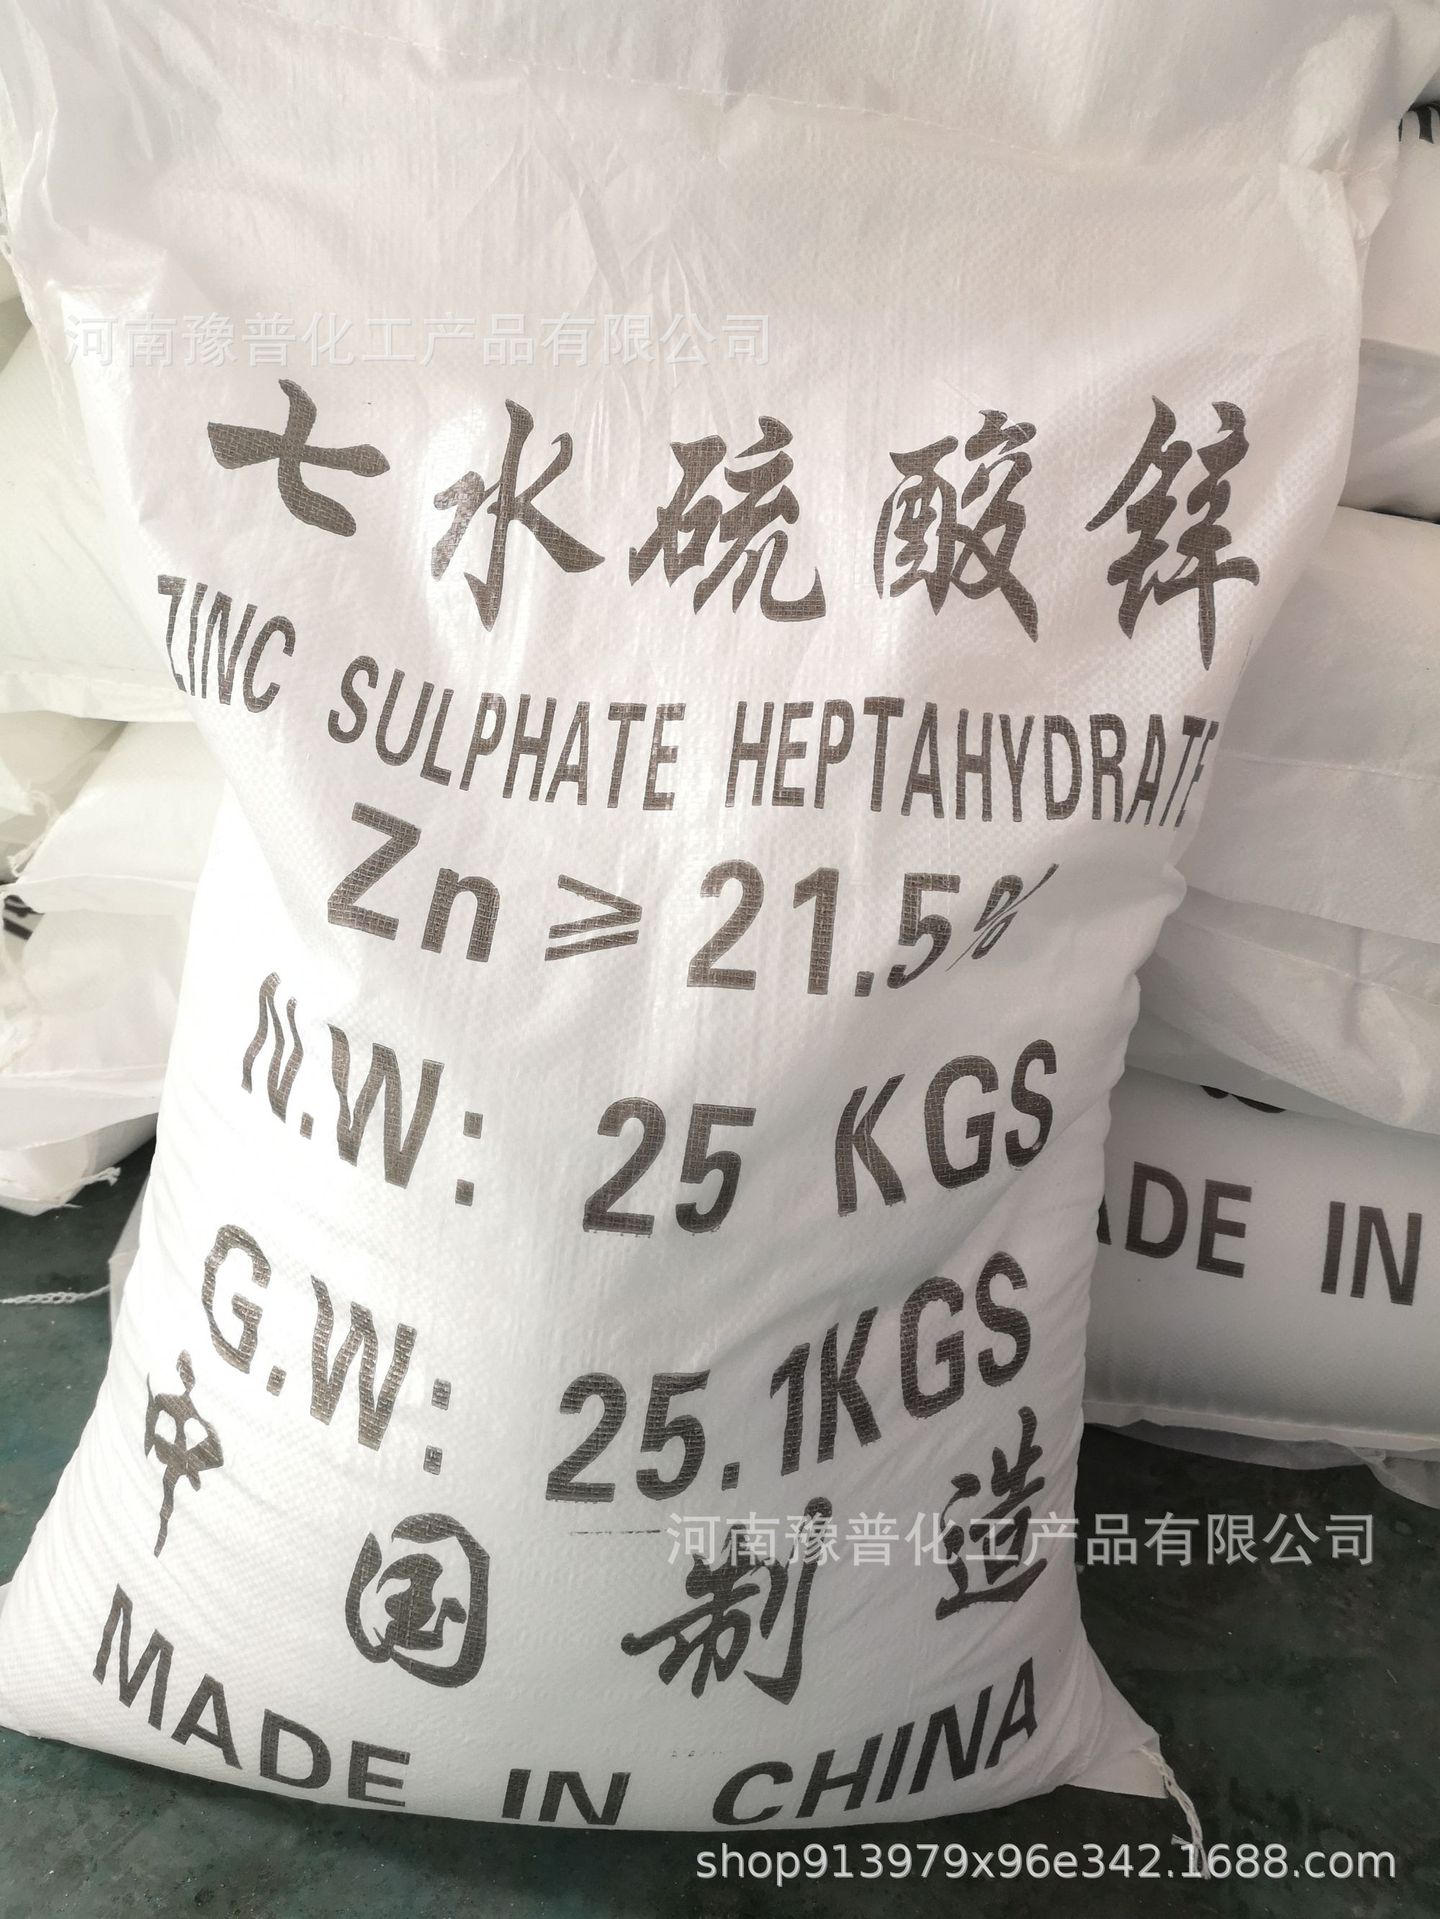 河南豫普化工产品有限公司
七水硫酸锌
ZINC SULPHATE HEPTAHYDRATE
Zn≥21.5%
N.W: 25 KGS
G.W: 25.1KGS
中国制造
河南豫普化工产品有限公司
MADE IN CHINA
ADE IN
shop913979x96e342.1688.com